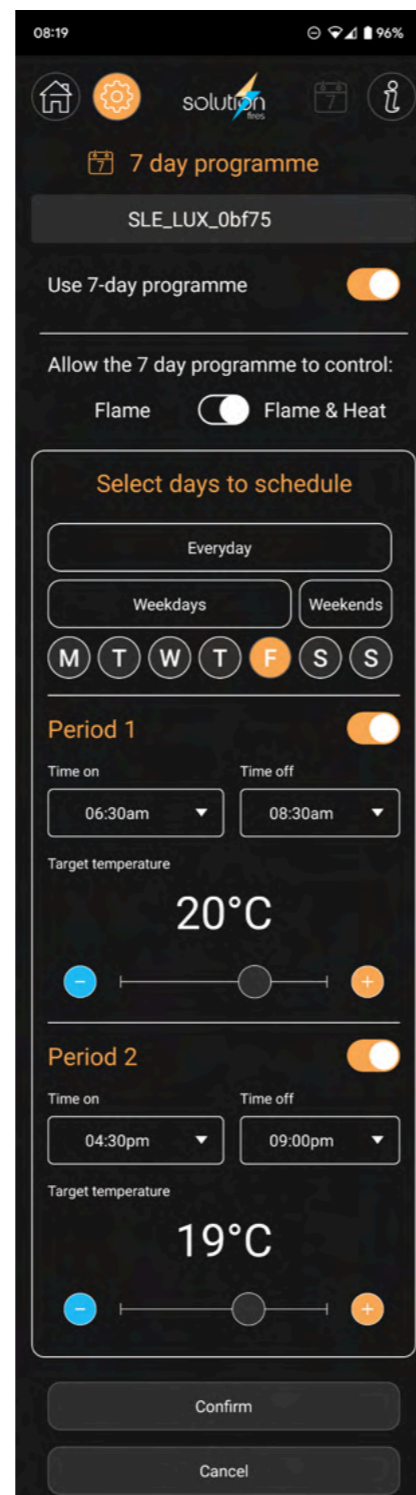 08:19 96%
solution
fires
7
i
7 7 day programme
SLE_LUX_0bf75
Use 7-day programme
Allow the 7 day programme to control:
Flame Flame & Heat
Select days to schedule
Everyday
Weekdays Weekends
M T W T F S S
Period 1
Time on Time off
06:30am 08:30am
Target temperature
20°C
− +
Period 2
Time on Time off
04:30pm 09:00pm
Target temperature
19°C
− +
Confirm
Cancel